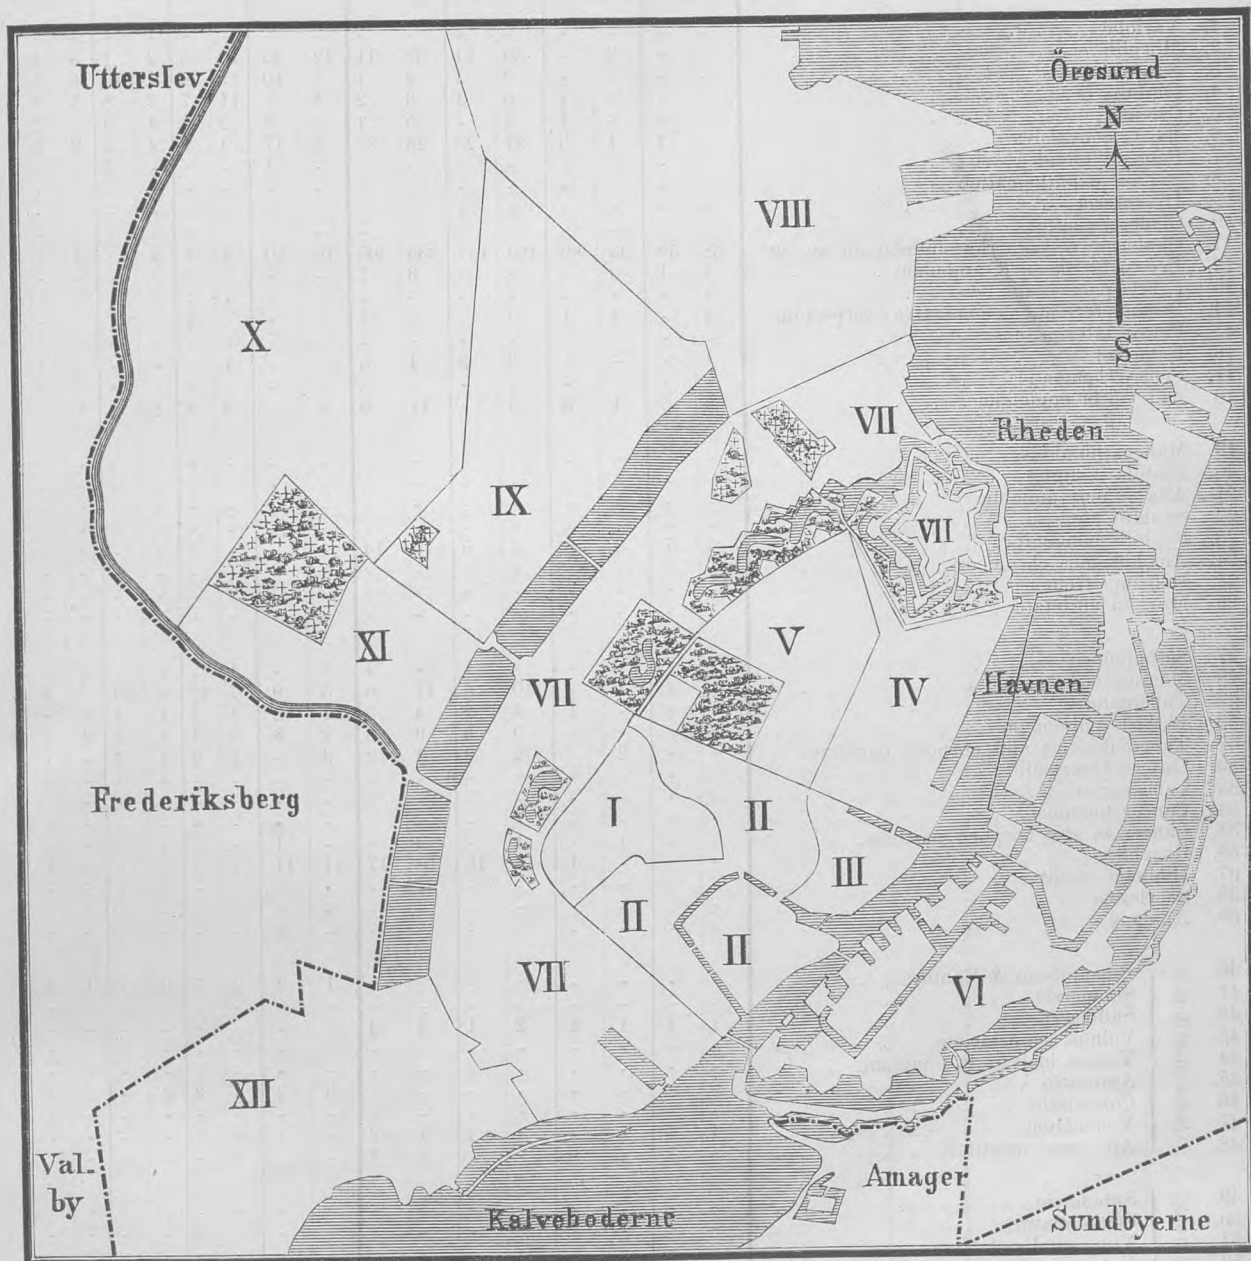 Utterslev
Öresund
N
VIII
S
X
VII
Rheden
IX
VII
XI
V
VII
IV
Havnen
Frederiksberg
I
II
III
II
II
VII
VI
XII
Val-
by
Amager
Kalveboderne
Sundbyerne